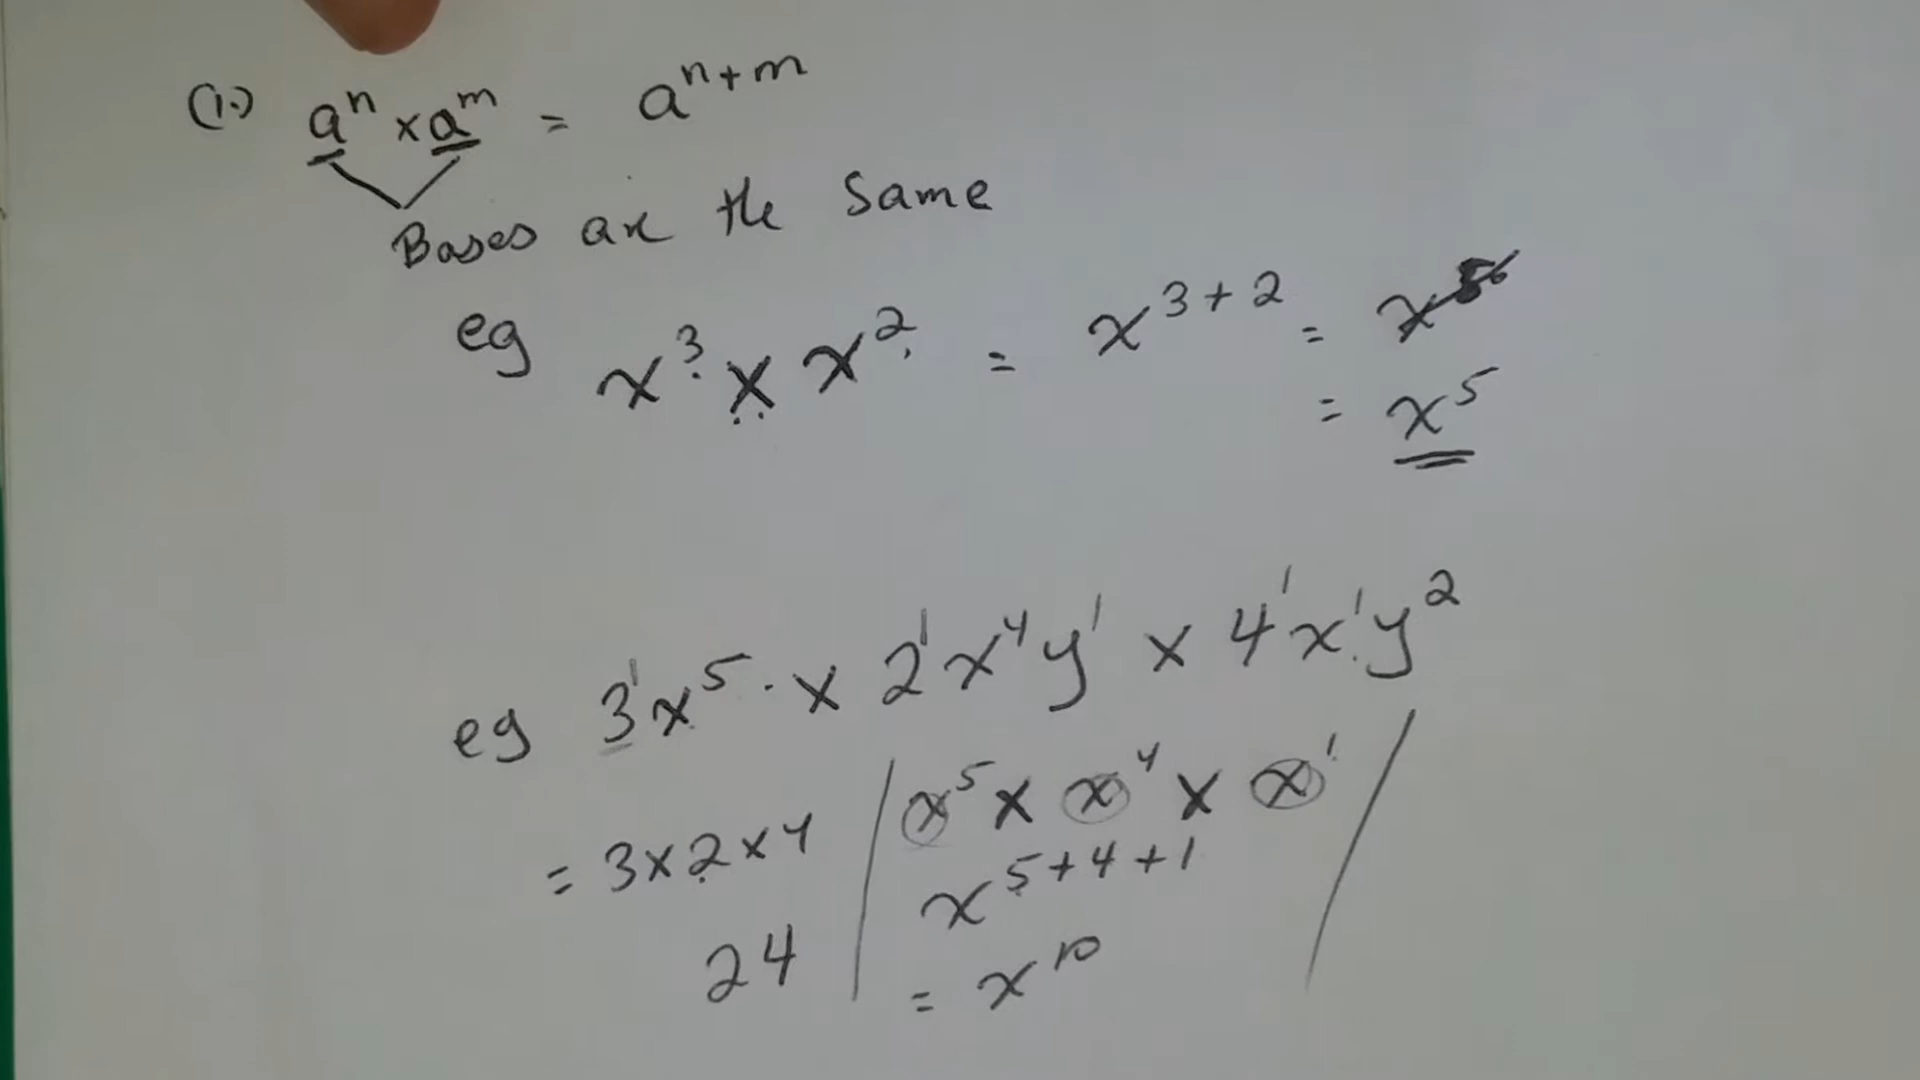 (1.) aⁿ × aᵐ = aⁿ⁺ᵐ
Bases are the Same
eg x³ × x² = x³⁺² =
= x⁵
eg 3¹x⁵ · × 2¹x⁴y¹ × 4¹x¹y²
= 3×2×4 / x⁵ × x⁴ × x¹ /
x⁵⁺⁴⁺¹
24
= x¹⁰